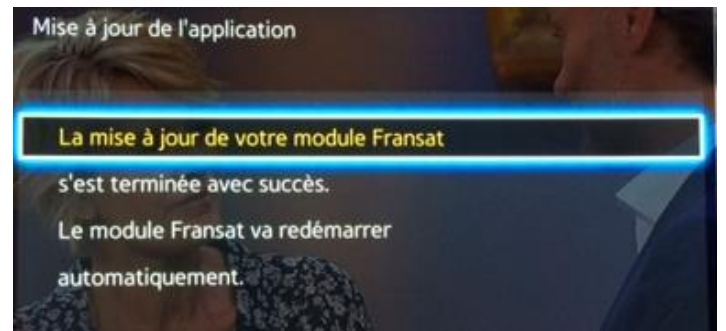 Mise à jour de l'application
La mise à jour de votre module Fransat
s'est terminée avec succès.
Le module Fransat va redémarrer
automatiquement.